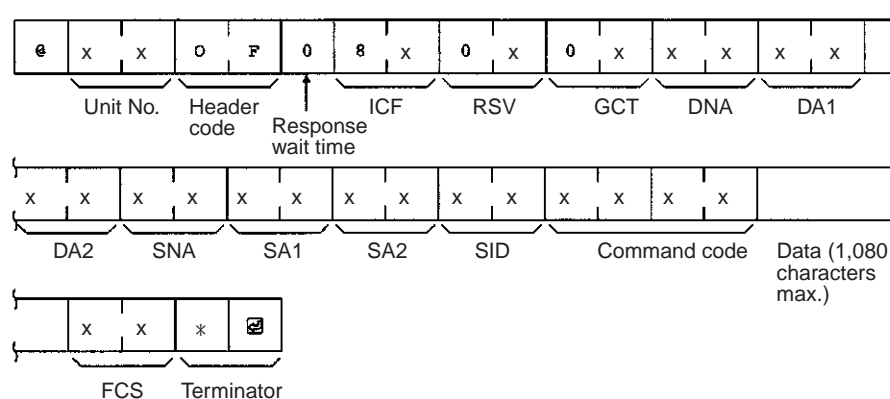 @ x x O F 0 8 x 0 x 0 x x x x x
Unit No. Header code Response wait time ICF RSV GCT DNA DA1
x x x x x x x x x x x x x x
DA2 SNA SA1 SA2 SID Command code Data (1,080 characters max.)
x x * ↵
FCS Terminator